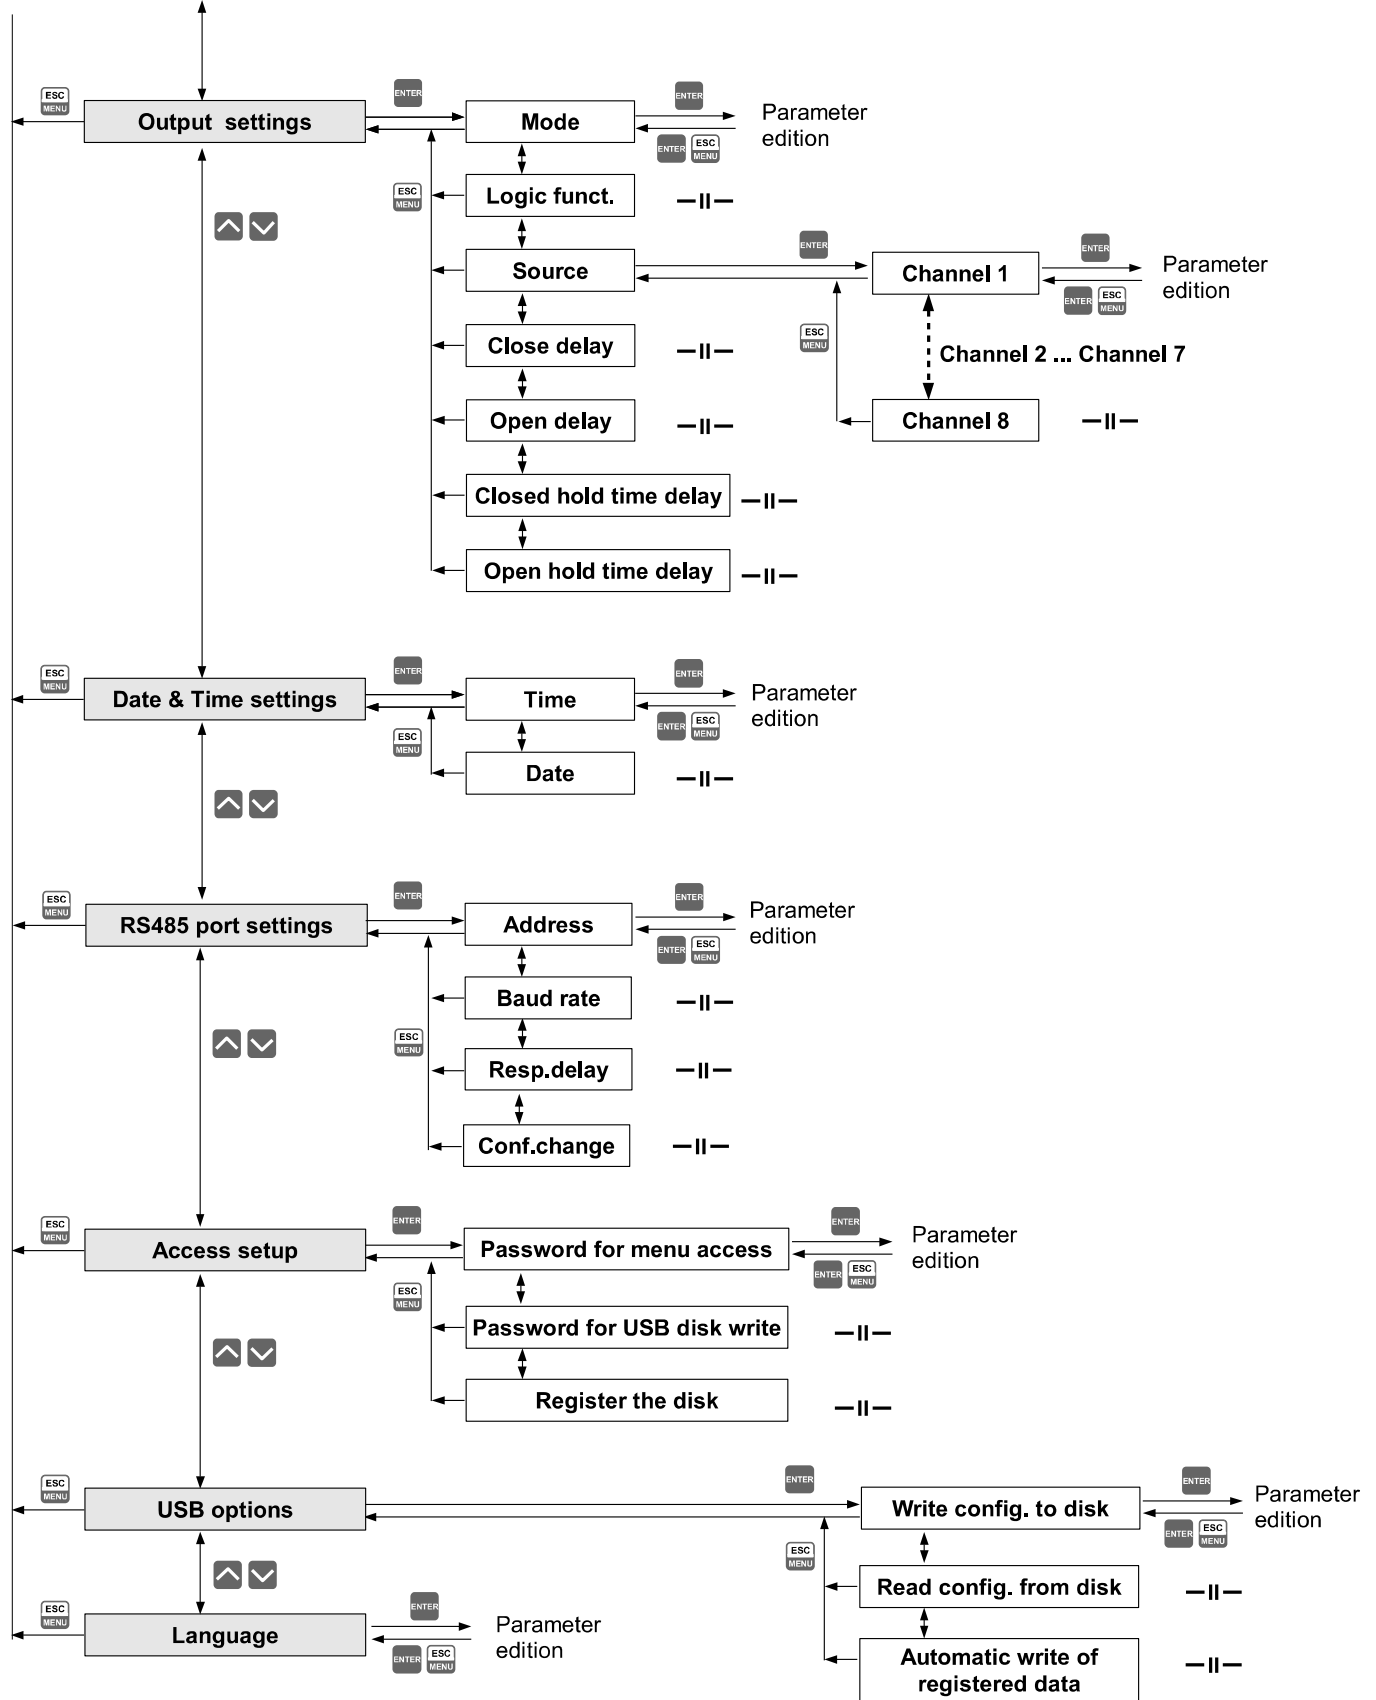 ESC
MENU
Output settings
ENTER
Mode
ENTER
ENTER
ESC
MENU
Parameter
edition
ESC
MENU
Logic funct.
—II—
Source
ENTER
Channel 1
ENTER
ENTER
ESC
MENU
Parameter
edition
ESC
MENU
Channel 2 ... Channel 7
Close delay
—II—
Open delay
—II—
Channel 8
—II—
Closed hold time delay
—II—
Open hold time delay
—II—
ESC
MENU
Date & Time settings
ENTER
Time
ENTER
ENTER
ESC
MENU
Parameter
edition
ESC
MENU
Date
—II—
ESC
MENU
RS485 port settings
ENTER
Address
ENTER
ENTER
ESC
MENU
Parameter
edition
Baud rate
—II—
ESC
MENU
Resp.delay
—II—
Conf.change
—II—
ESC
MENU
Access setup
ENTER
Password for menu access
ENTER
ENTER
ESC
MENU
Parameter
edition
ESC
MENU
Password for USB disk write
—II—
Register the disk
—II—
ESC
MENU
USB options
ENTER
Write config. to disk
ENTER
ENTER
ESC
MENU
Parameter
edition
ESC
MENU
Read config. from disk
—II—
ESC
MENU
Language
ENTER
ENTER
ESC
MENU
Parameter
edition
Automatic write of
registered data
—II—